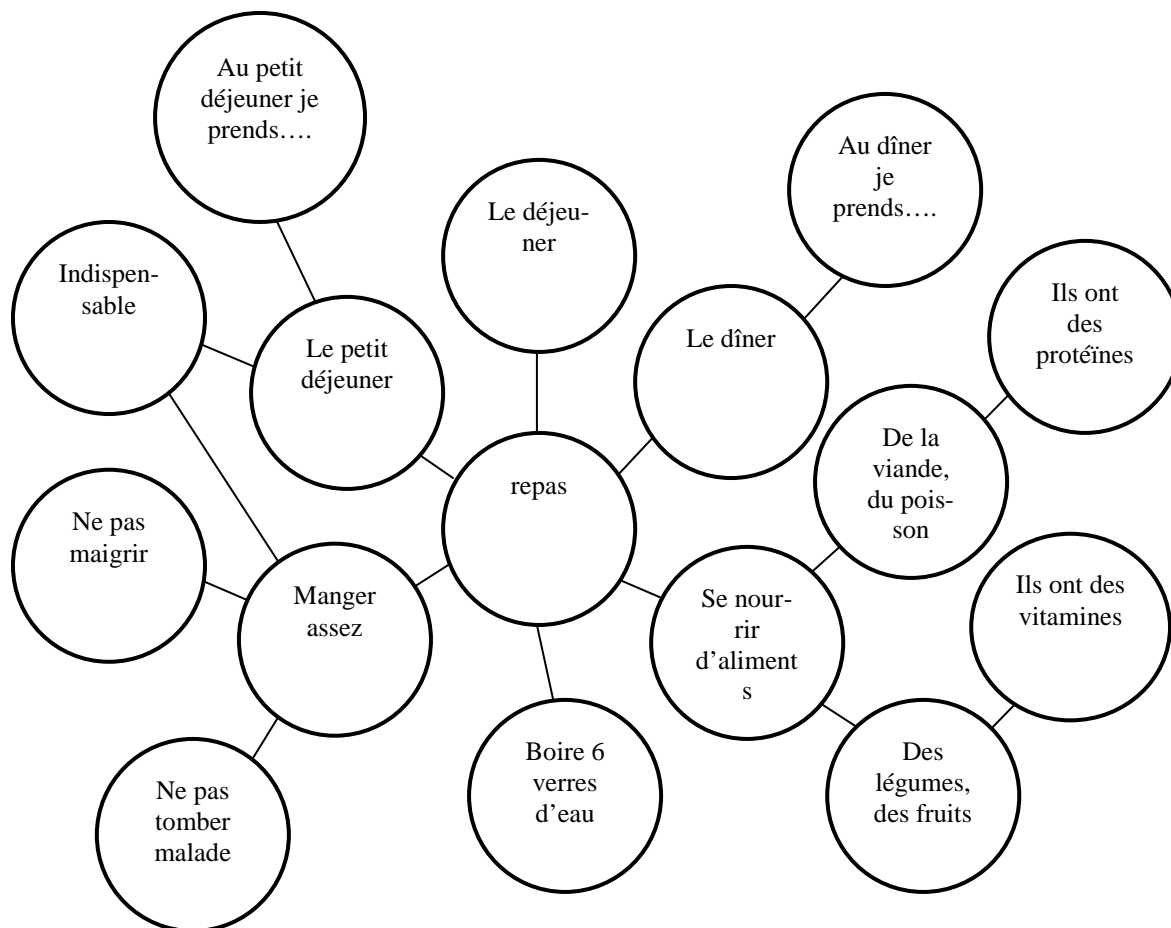 Au petit
déjeuner je
prends….
Au dîner
je
prends….
Le déjeu-
ner
Indispen-
sable
Ils ont
des
protéïnes
Le dîner
Le petit
déjeuner
De la
viande,
du pois-
son
repas
Ne pas
maigrir
Manger
assez
Se nour-
rir
d’aliment
s
Ils ont des
vitamines
Boire 6
verres
d’eau
Des
légumes,
des fruits
Ne pas
tomber
malade